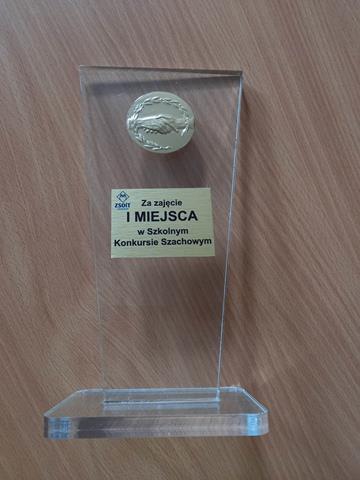 ZSOIT
Za zajęcie
I MIEJSCA
w Szkolnym
Konkursie Szachowym